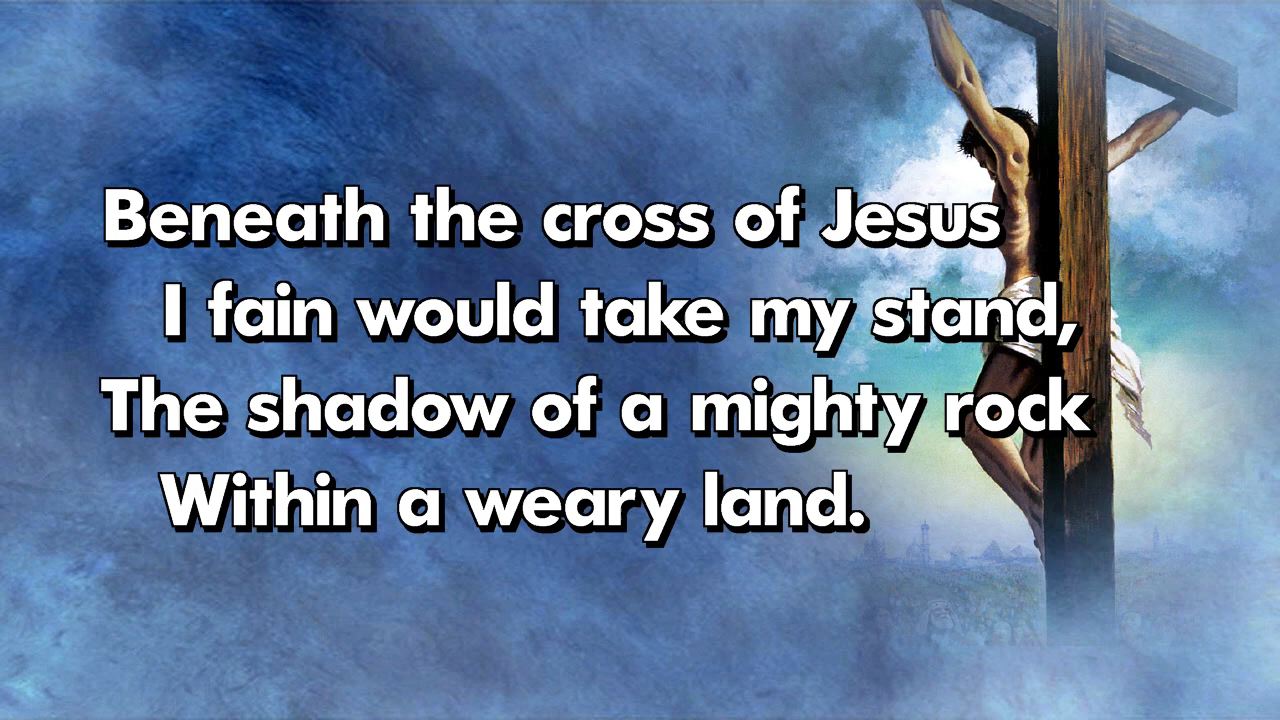 Beneath the cross of Jesus
I fain would take my stand,
The shadow of a mighty rock
Within a weary land.